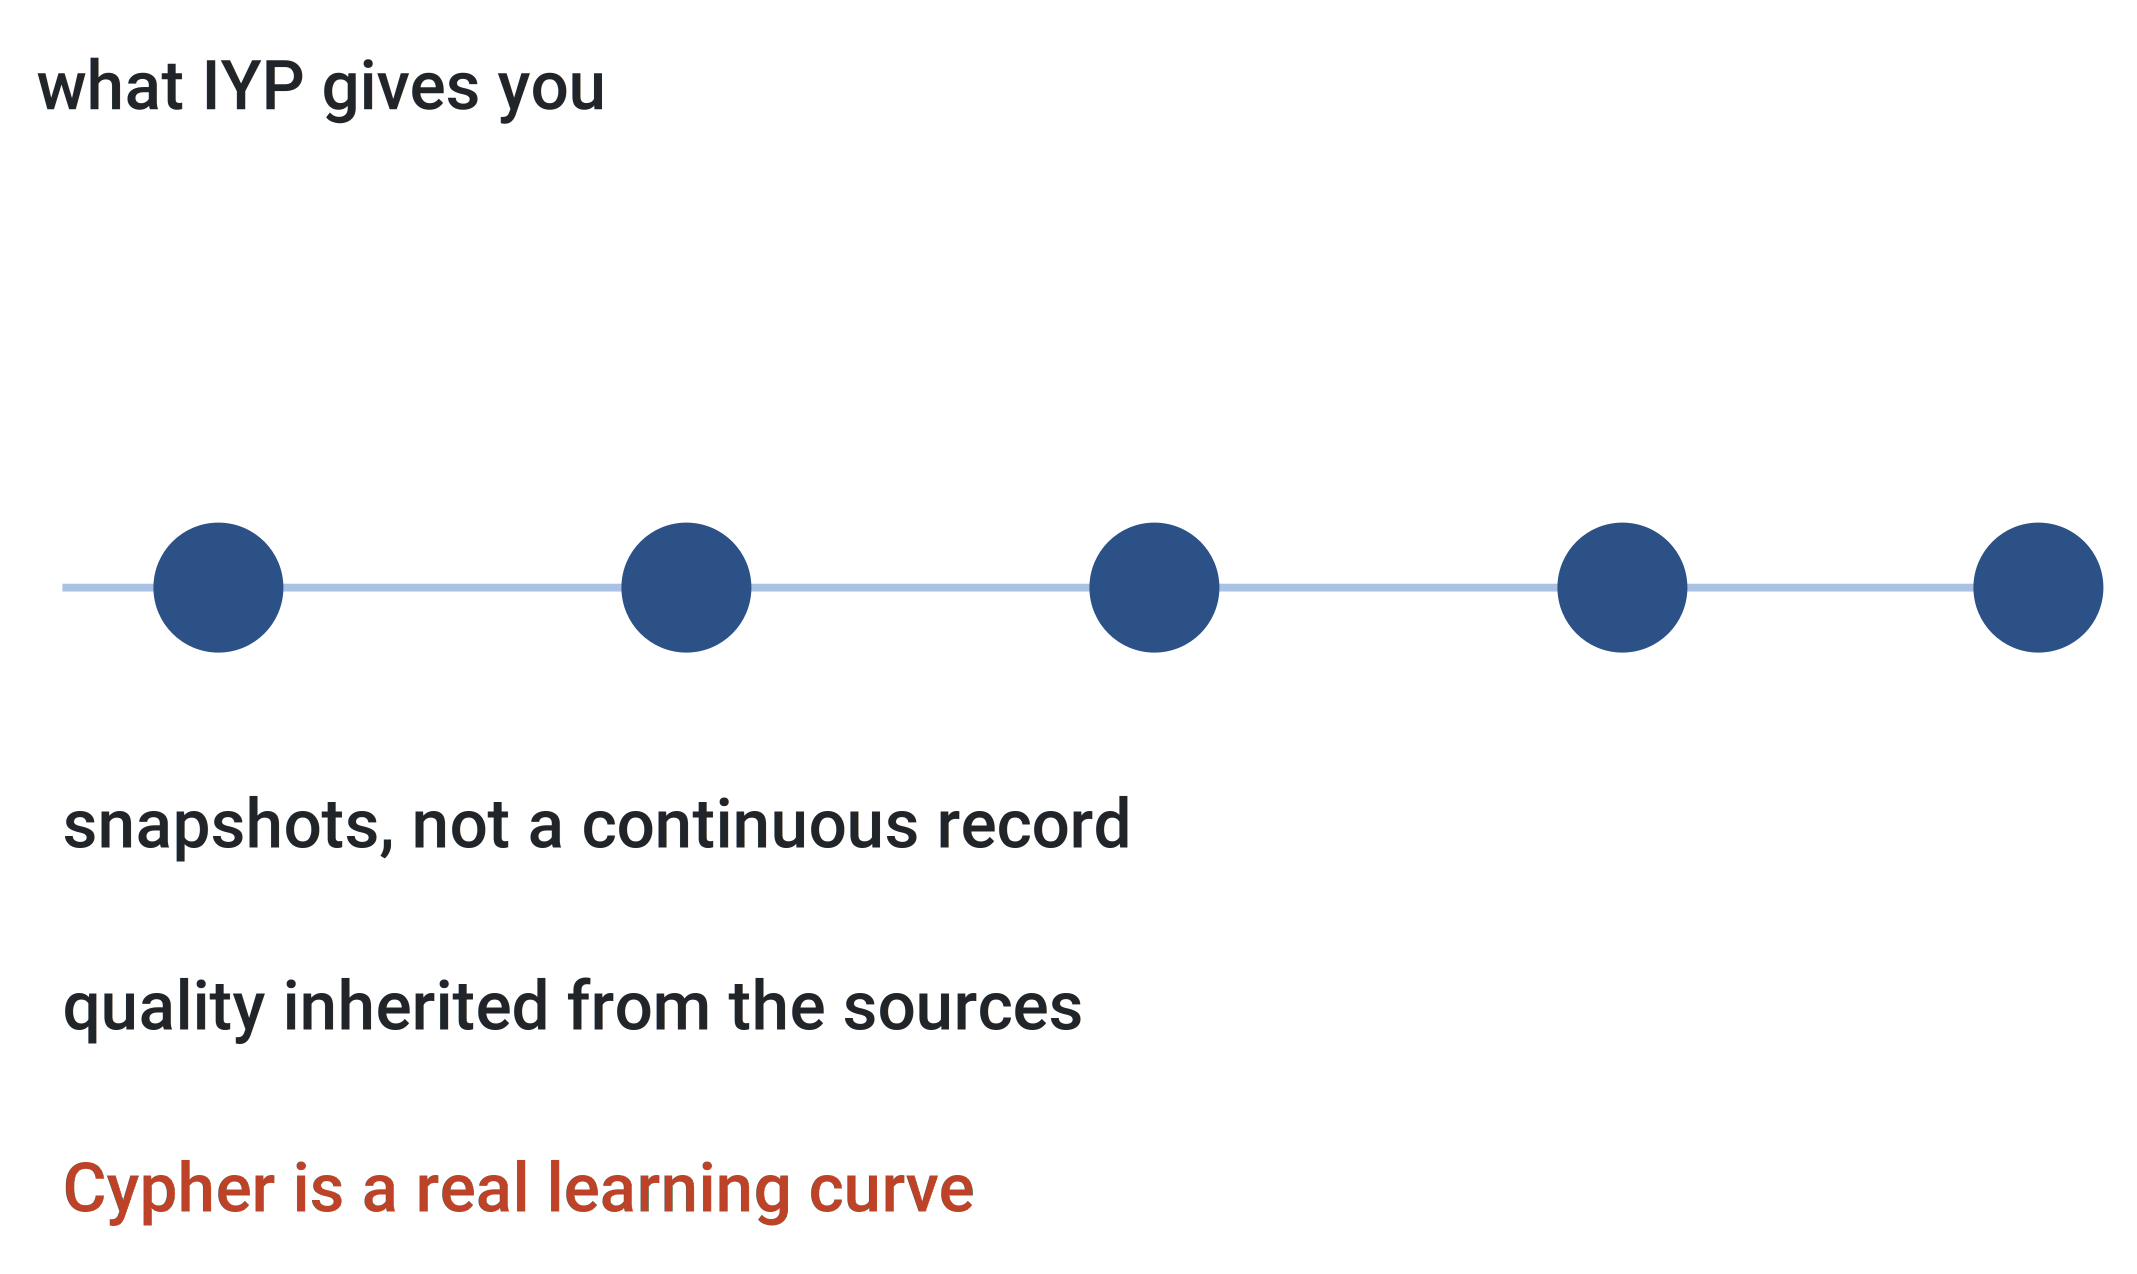 what IYP gives you
snapshots, not a continuous record
quality inherited from the sources
Cypher is a real learning curve